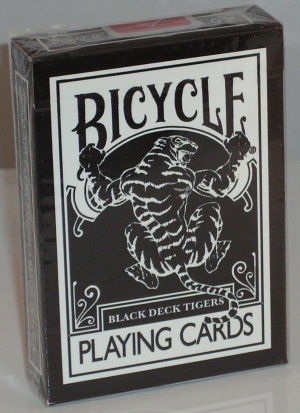 BICYCLE
®
BLACK DECK TIGERS
PLAYING CARDS